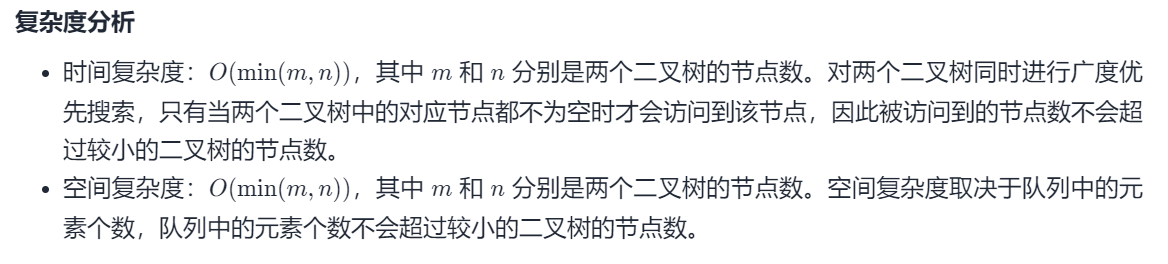 复杂度分析
• 时间复杂度：O(min(m, n))，其中 m 和 n 分别是两个二叉树的节点数。对两个二叉树同时进行广度优
先搜索，只有当两个二叉树中的对应节点都不为空时才会访问到该节点，因此被访问到的节点数不会超
过较小的二叉树的节点数。
• 空间复杂度：O(min(m, n))，其中 m 和 n 分别是两个二叉树的节点数。空间复杂度取决于队列中的元
素个数，队列中的元素个数不会超过较小的二叉树的节点数。